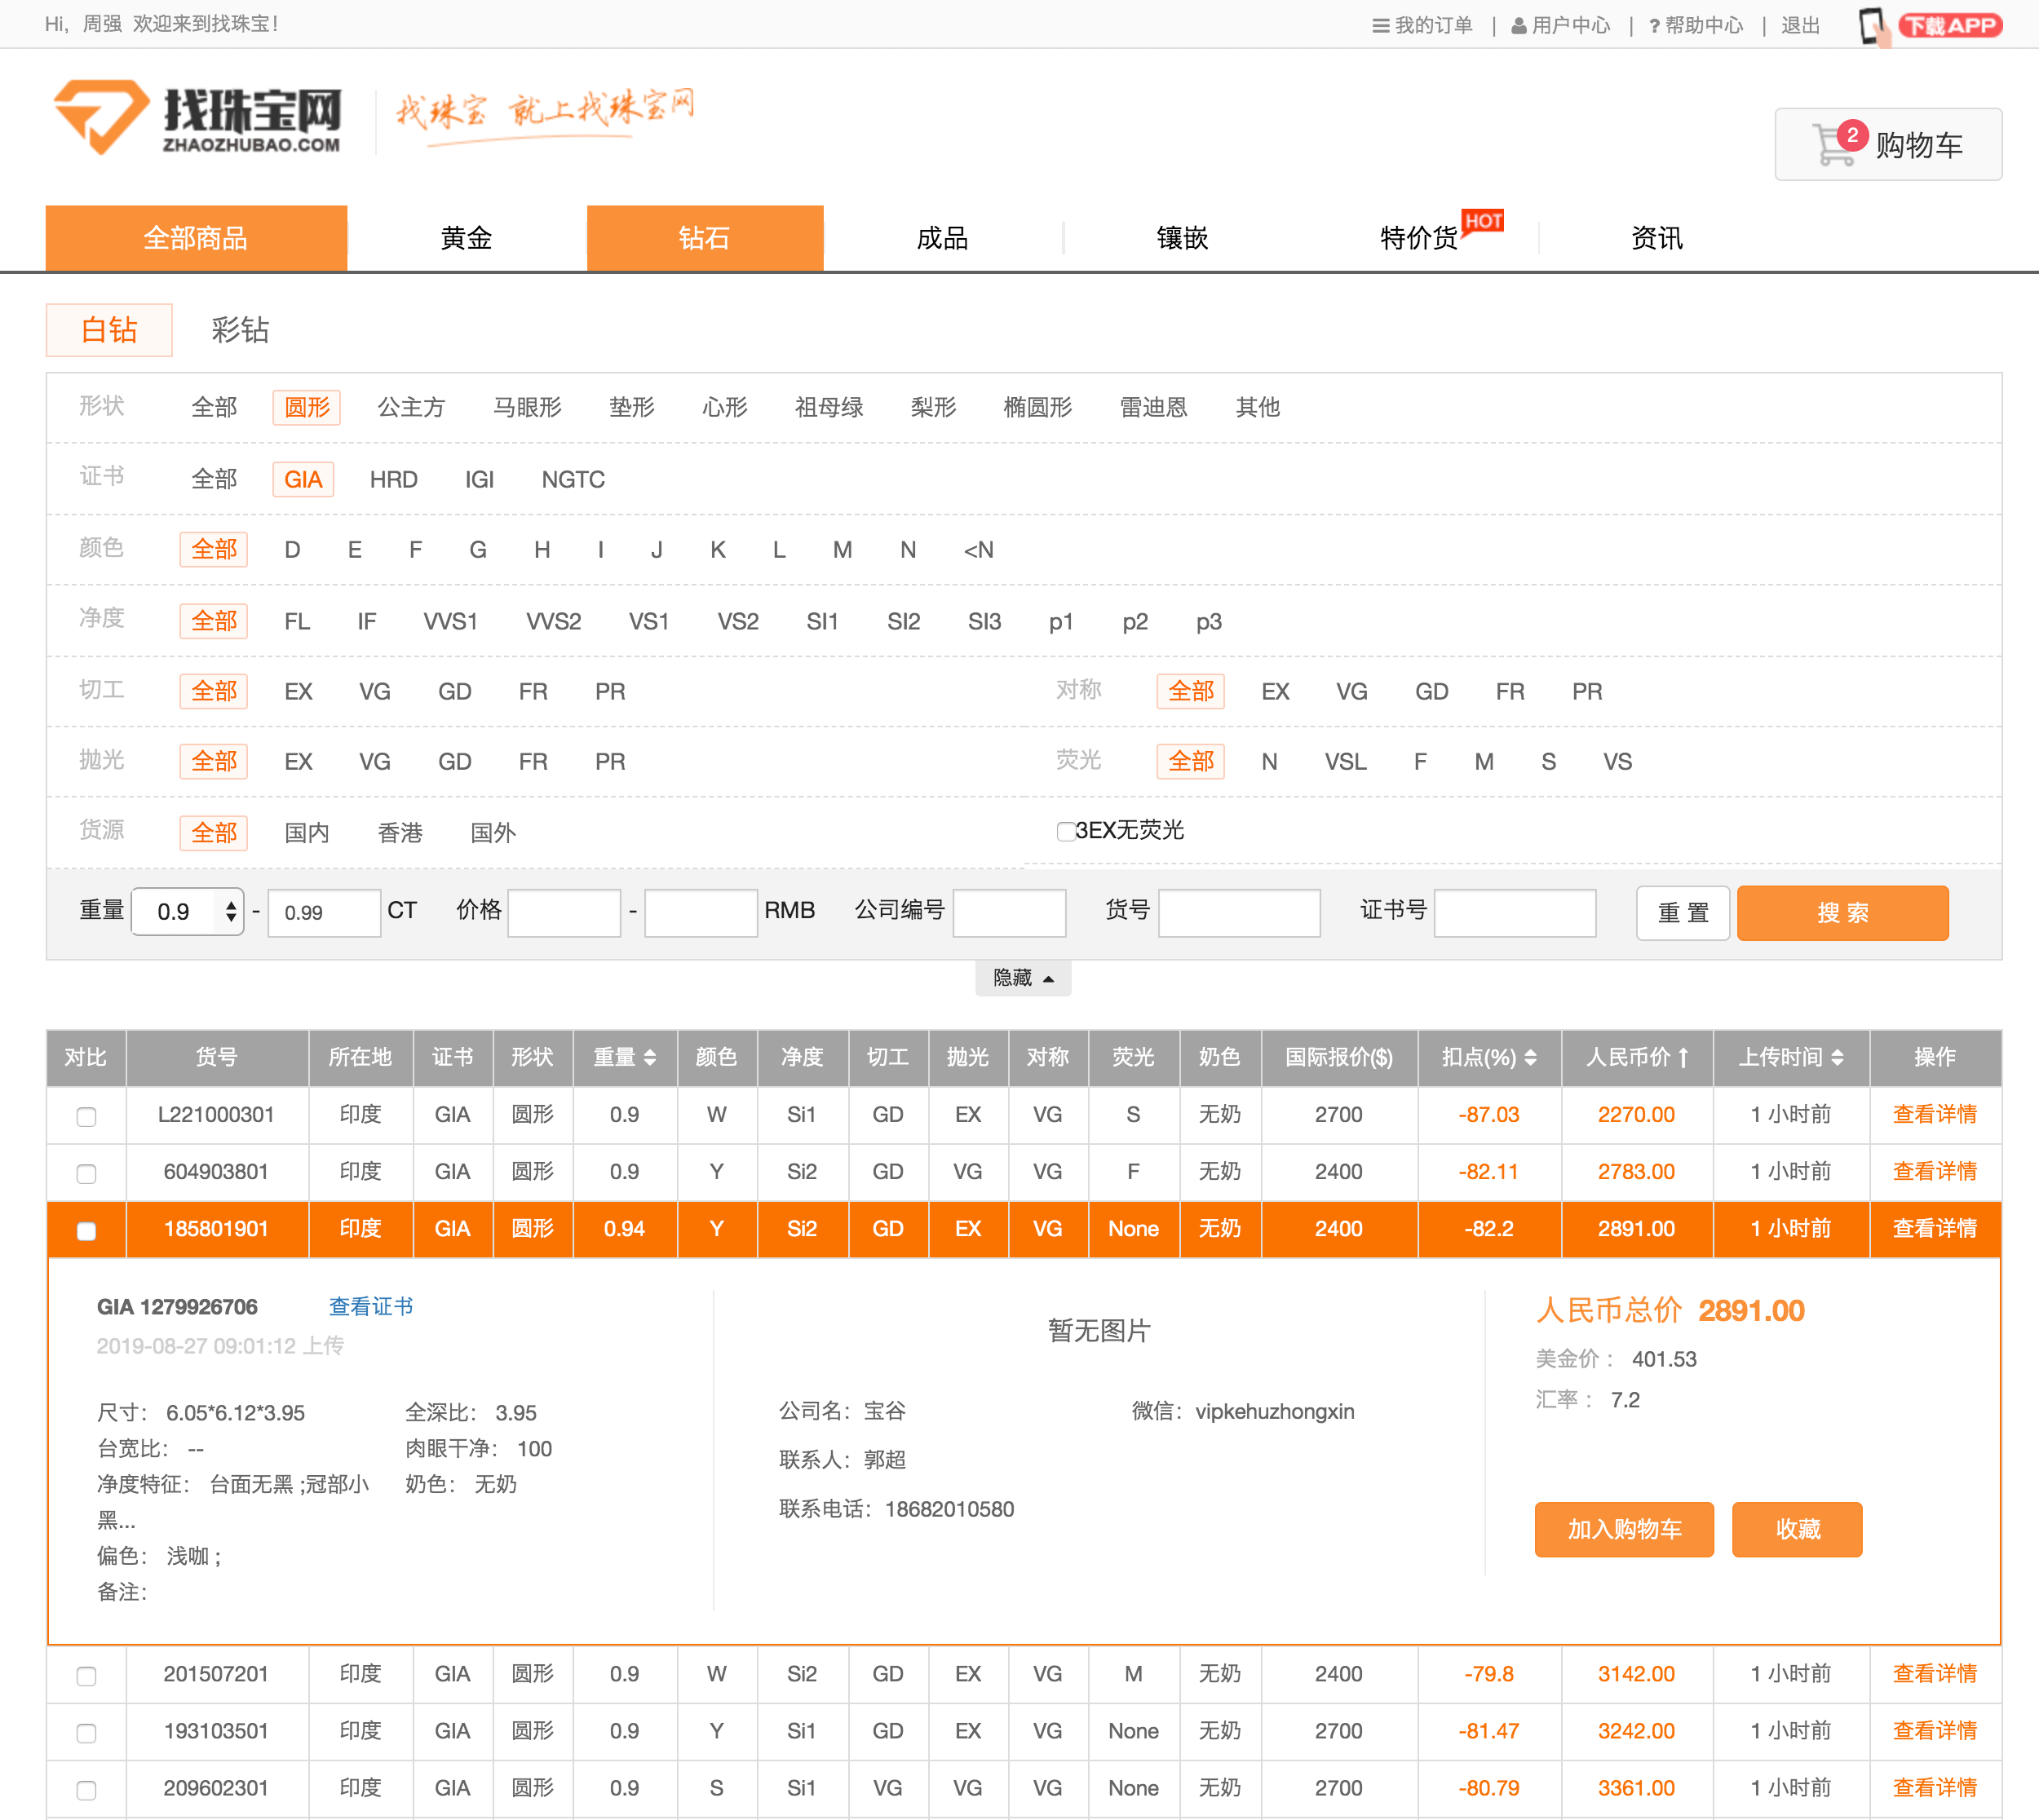 Hi, 周强 欢迎来到找珠宝！ 我的订单 | 用户中心 | ? 帮助中心 | 退出 下载APP
找珠宝网 找珠宝 就上找珠宝网
ZHAOZHUBAO.COM
2 购物车
全部商品 黄金 钻石 成品 镶嵌 特价货 HOT 资讯
白钻 彩钻
形状 全部 圆形 公主方 马眼形 垫形 心形 祖母绿 梨形 椭圆形 雷迪恩 其他
证书 全部 GIA HRD IGI NGTC
颜色 全部 D E F G H I J K L M N <N
净度 全部 FL IF VVS1 VVS2 VS1 VS2 SI1 SI2 SI3 p1 p2 p3
切工 全部 EX VG GD FR PR 对称 全部 EX VG GD FR PR
抛光 全部 EX VG GD FR PR 荧光 全部 N VSL F M S VS
货源 全部 国内 香港 国外 3EX无荧光
重量 0.9 - 0.99 CT 价格 - RMB 公司编号 货号 证书号 重 置 搜 索
隐藏
对比 货号 所在地 证书 形状 重量 颜色 净度 切工 抛光 对称 荧光 奶色 国际报价($) 扣点(%) 人民币价 上传时间 操作
L221000301 印度 GIA 圆形 0.9 W Si1 GD EX VG S 无奶 2700 -87.03 2270.00 1 小时前 查看详情
604903801 印度 GIA 圆形 0.9 Y Si2 GD VG VG F 无奶 2400 -82.11 2783.00 1 小时前 查看详情
185801901 印度 GIA 圆形 0.94 Y Si2 GD EX VG None 无奶 2400 -82.2 2891.00 1 小时前 查看详情
GIA 1279926706 查看证书
2019-08-27 09:01:12 上传
尺寸： 6.05*6.12*3.95 全深比： 3.95
台宽比： -- 肉眼干净： 100
净度特征： 台面无黑 ;冠部小 奶色： 无奶
黑...
偏色： 浅咖 ;
备注：
暂无图片
公司名：宝谷 微信：vipkehuzhongxin
联系人：郭超
联系电话：18682010580
人民币总价 2891.00
美金价： 401.53
汇率： 7.2
加入购物车 收藏
201507201 印度 GIA 圆形 0.9 W Si2 GD EX VG M 无奶 2400 -79.8 3142.00 1 小时前 查看详情
193103501 印度 GIA 圆形 0.9 Y Si1 GD EX VG None 无奶 2700 -81.47 3242.00 1 小时前 查看详情
209602301 印度 GIA 圆形 0.9 S Si1 VG VG VG None 无奶 2700 -80.79 3361.00 1 小时前 查看详情